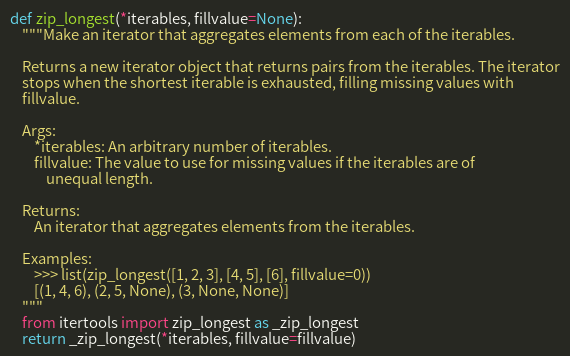 def zip_longest(*iterables, fillvalue=None):
"""Make an iterator that aggregates elements from each of the iterables.
Returns a new iterator object that returns pairs from the iterables. The iterator
stops when the shortest iterable is exhausted, filling missing values with
fillvalue.
Args:
*iterables: An arbitrary number of iterables.
fillvalue: The value to use for missing values if the iterables are of
unequal length.
Returns:
An iterator that aggregates elements from the iterables.
Examples:
>>> list(zip_longest([1, 2, 3], [4, 5], [6], fillvalue=0))
[(1, 4, 6), (2, 5, None), (3, None, None)]
"""
from itertools import zip_longest as _zip_longest
return _zip_longest(*iterables, fillvalue=fillvalue)